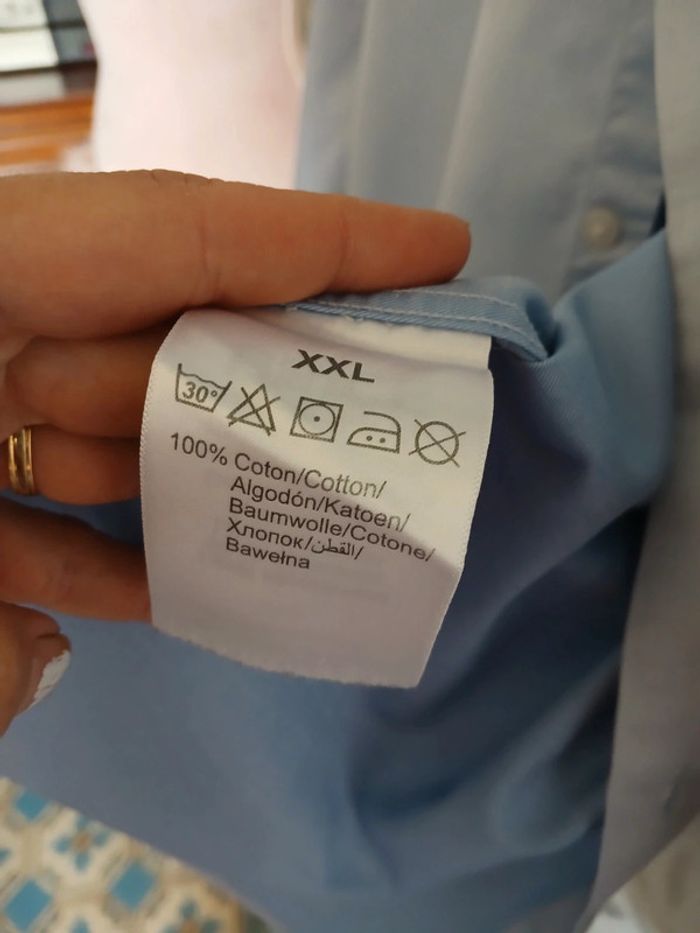 XXL
30°
100% Coton/Cotton/
Algodón/Katoen/
Baumwolle/Cotone/
Хлопок/القطن/
Bawełna